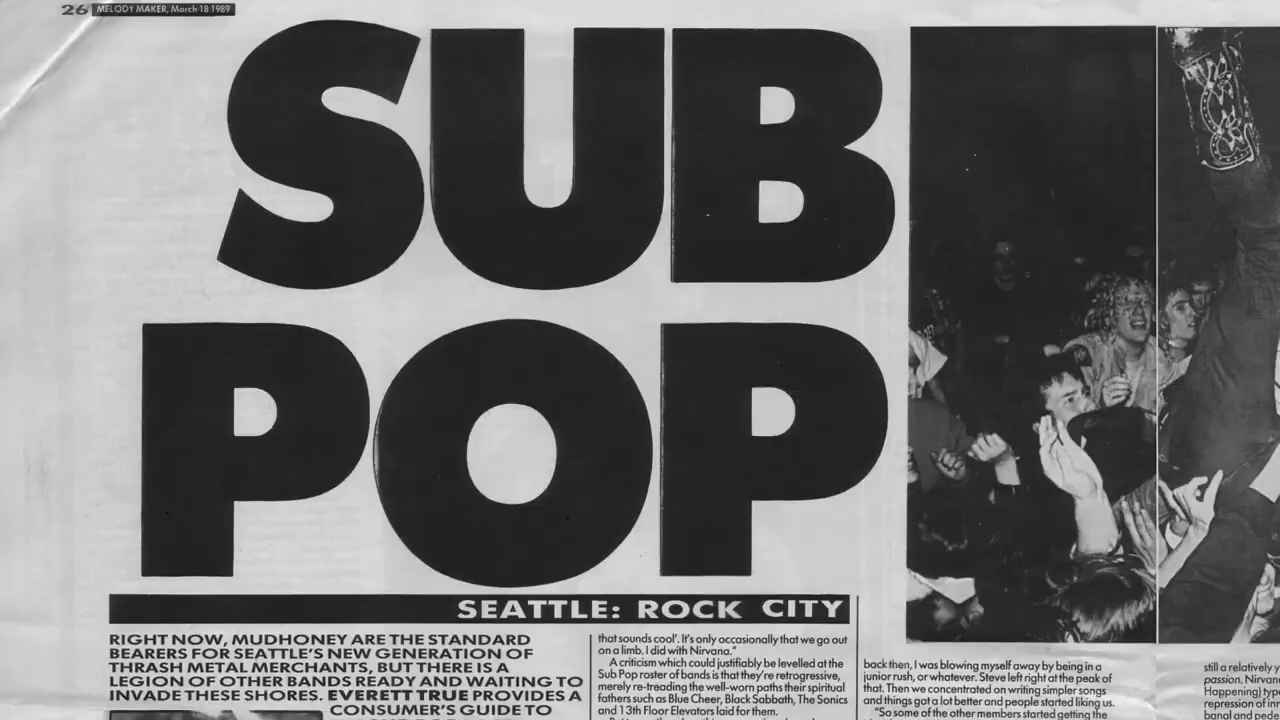 26 MELODY MAKER, March 18 1989
SUB
POP
SEATTLE: ROCK CITY
RIGHT NOW, MUDHONEY ARE THE STANDARD
BEARERS FOR SEATTLE'S NEW GENERATION OF
THRASH METAL MERCHANTS, BUT THERE IS A
LEGION OF OTHER BANDS READY AND WAITING TO
INVADE THESE SHORES. EVERETT TRUE PROVIDES A
CONSUMER'S GUIDE TO
that sounds cool'. It's only occasionally that we go out
on a limb. I did with Nirvana."
A criticism which could justifiably be levelled at the
Sub Pop roster of bands is that they're retrogressive,
merely re-treading the well-worn paths their spiritual
fathers such as Blue Cheer, Black Sabbath, The Sonics
and 13th Floor Elevators laid for them.
back then, I was blowing myself away by being in a
junior rush, or whatever. Steve left right at the peak of
that. Then we concentrated on writing simpler songs
and things got a lot better and people started liking us.
"So some of the other members started getting the
still a relatively
passion. Nirvan
Happening) typ
repression of in
banal and ped